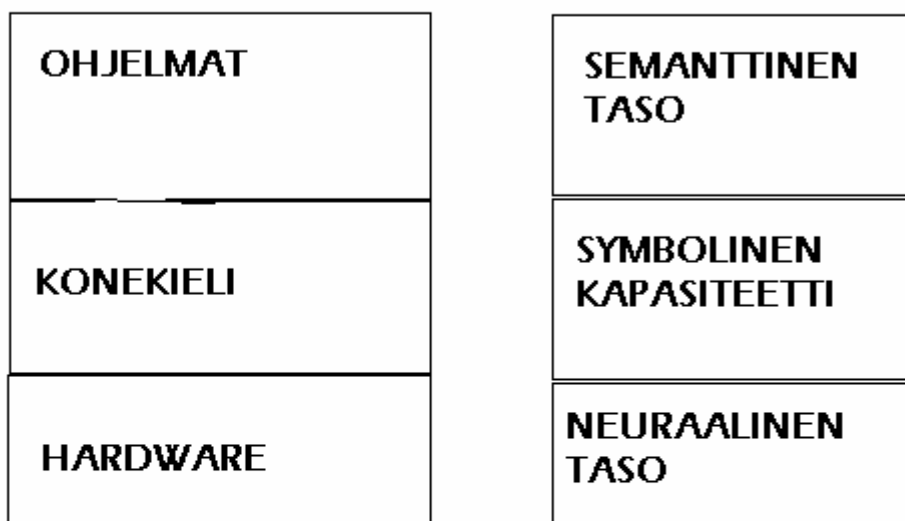 OHJELMAT
KONEKIELI
HARDWARE
SEMANTTINEN
TASO
SYMBOLINEN
KAPASITEETTI
NEURAALINEN
TASO